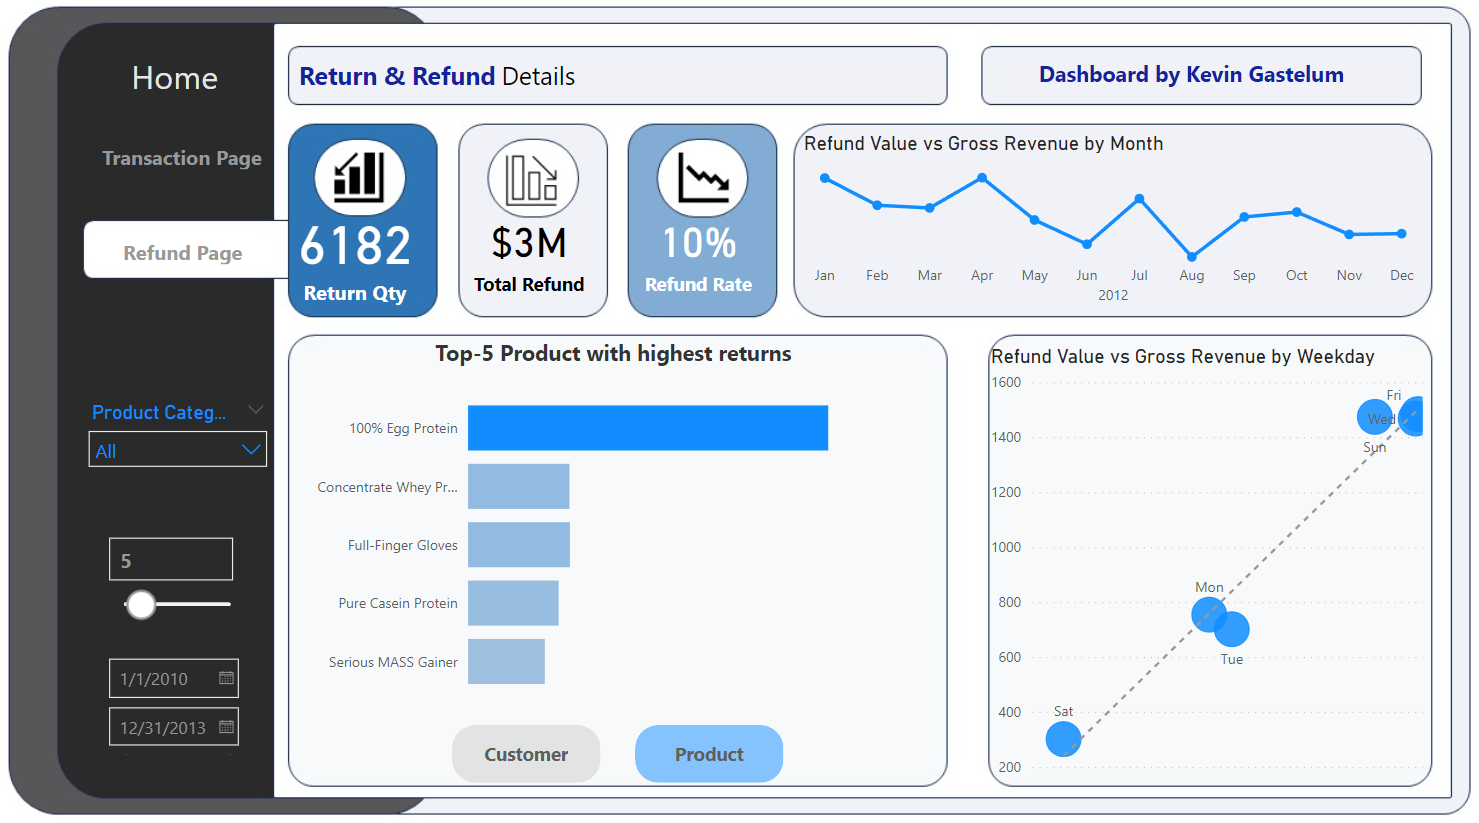 Home
Transaction Page
Refund Page
Product Categ...
All
5
1/1/2010
12/31/2013
Return & Refund Details
Dashboard by Kevin Gastelum
6182
Return Qty
$3M
Total Refund
10%
Refund Rate
Refund Value vs Gross Revenue by Month
Jan Feb Mar Apr May Jun Jul Aug Sep Oct Nov Dec
2012
Top-5 Product with highest returns
100% Egg Protein
Concentrate Whey Pr...
Full-Finger Gloves
Pure Casein Protein
Serious MASS Gainer
Customer
Product
Refund Value vs Gross Revenue by Weekday
1600
Fri
Wed
1400
Sun
1200
1000
800
Mon
600
Tue
400
Sat
200